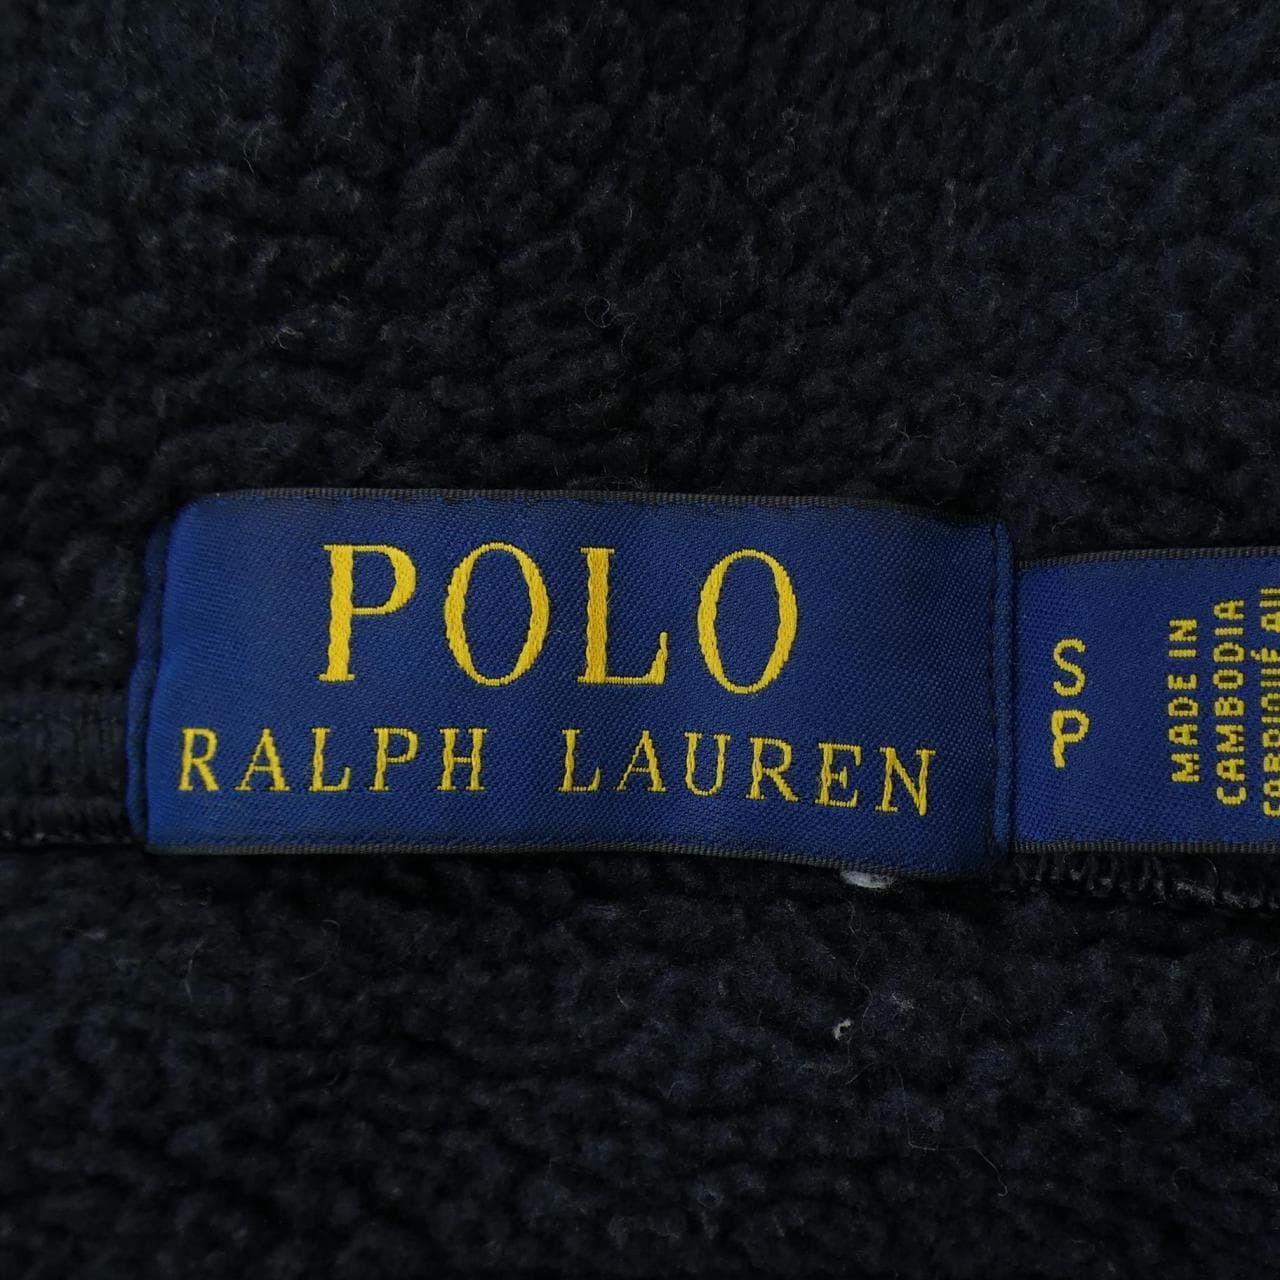 POLO
RALPH LAUREN
S
P
MADE IN
CAMBODIA